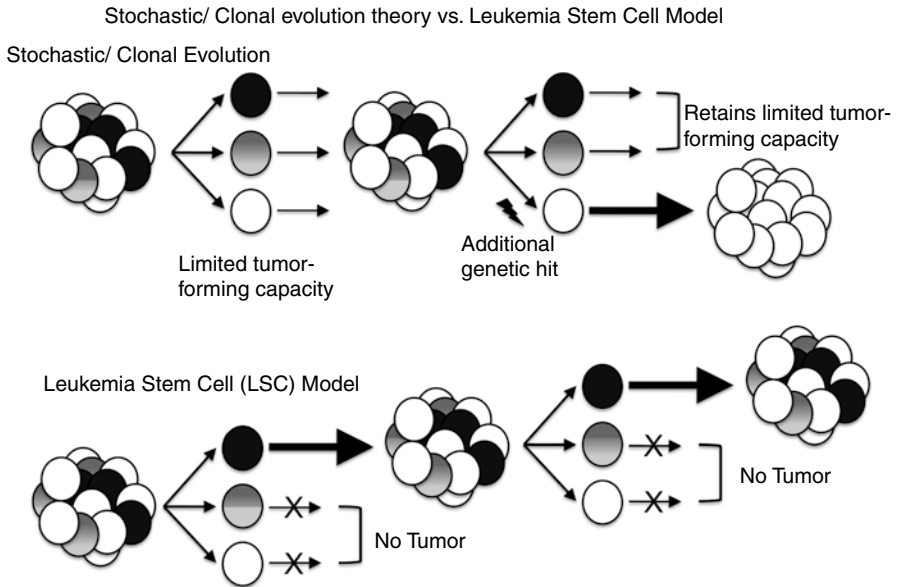 Stochastic/ Clonal evolution theory vs. Leukemia Stem Cell Model
Stochastic/ Clonal Evolution
Retains limited tumor-
forming capacity
Additional
genetic hit
Limited tumor-
forming capacity
Leukemia Stem Cell (LSC) Model
No Tumor
No Tumor